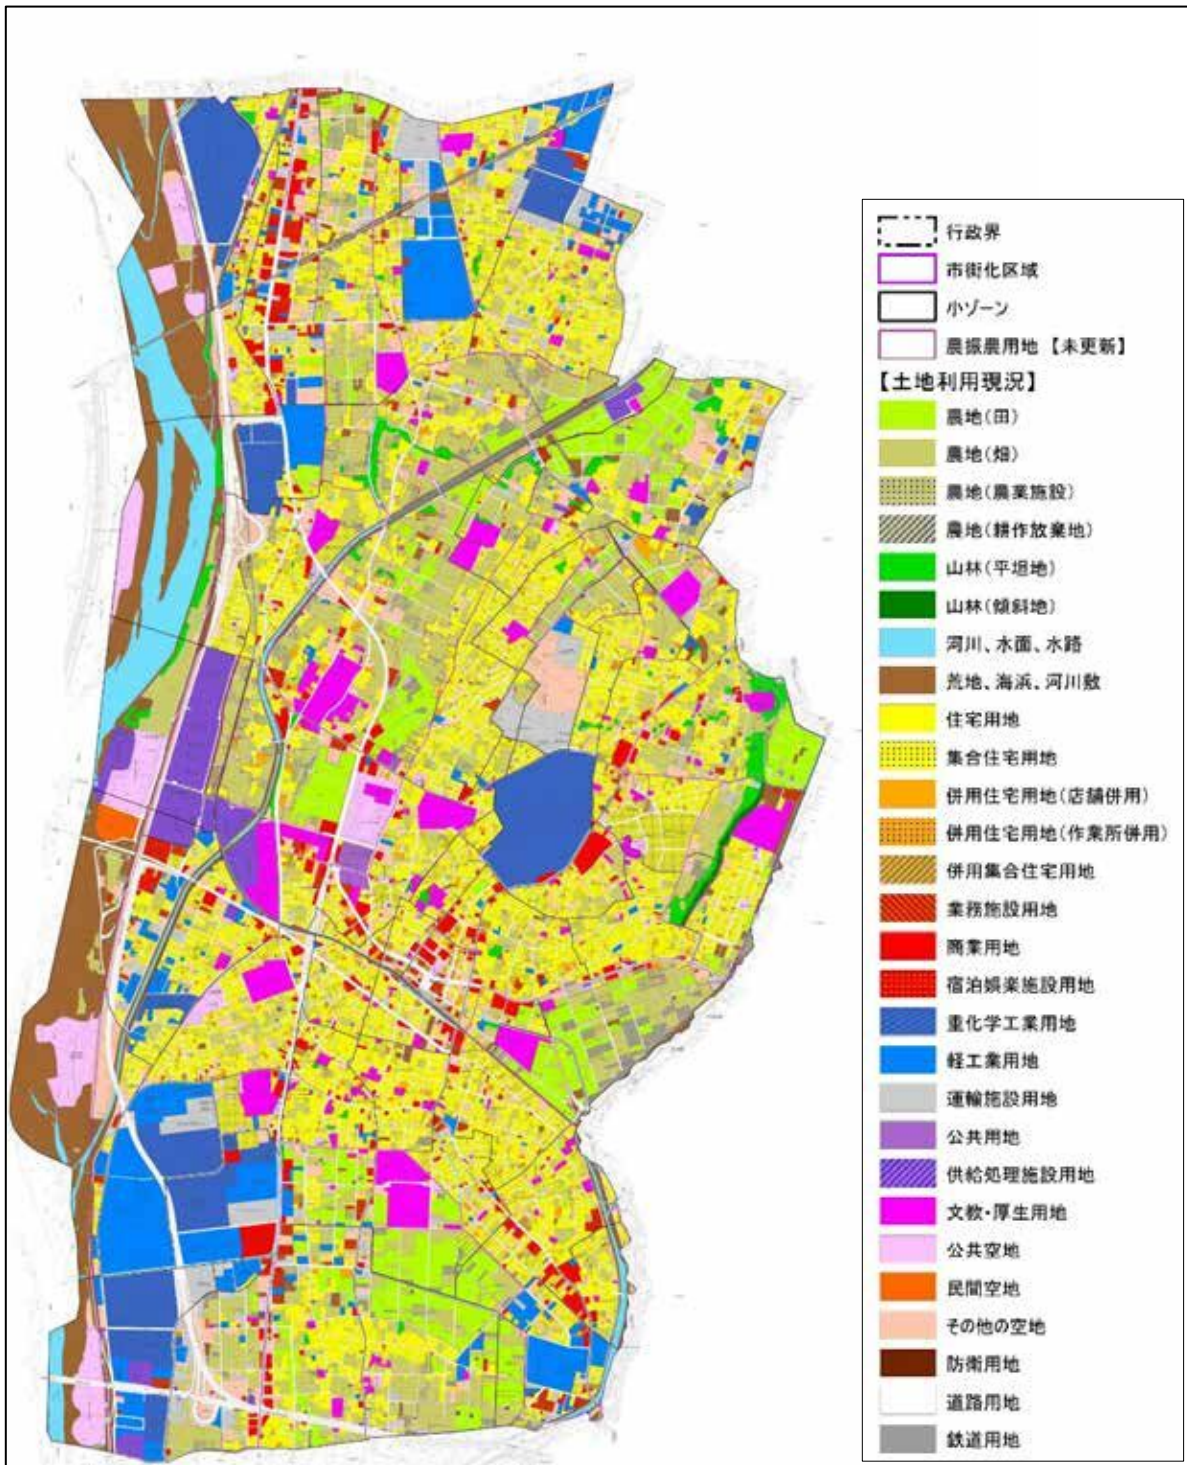 行政界
市街化区域
小ゾーン
農振農用地 【未更新】
【土地利用現況】
農地(田)
農地(畑)
農地(農業施設)
農地(耕作放棄地)
山林(平坦地)
山林(傾斜地)
河川、水面、水路
荒地、海浜、河川敷
住宅用地
集合住宅用地
併用住宅用地(店舗併用)
併用住宅用地(作業所併用)
併用集合住宅用地
業務施設用地
商業用地
宿泊娯楽施設用地
重化学工業用地
軽工業用地
運輸施設用地
公共用地
供給処理施設用地
文教・厚生用地
公共空地
民間空地
その他の空地
防衛用地
道路用地
鉄道用地